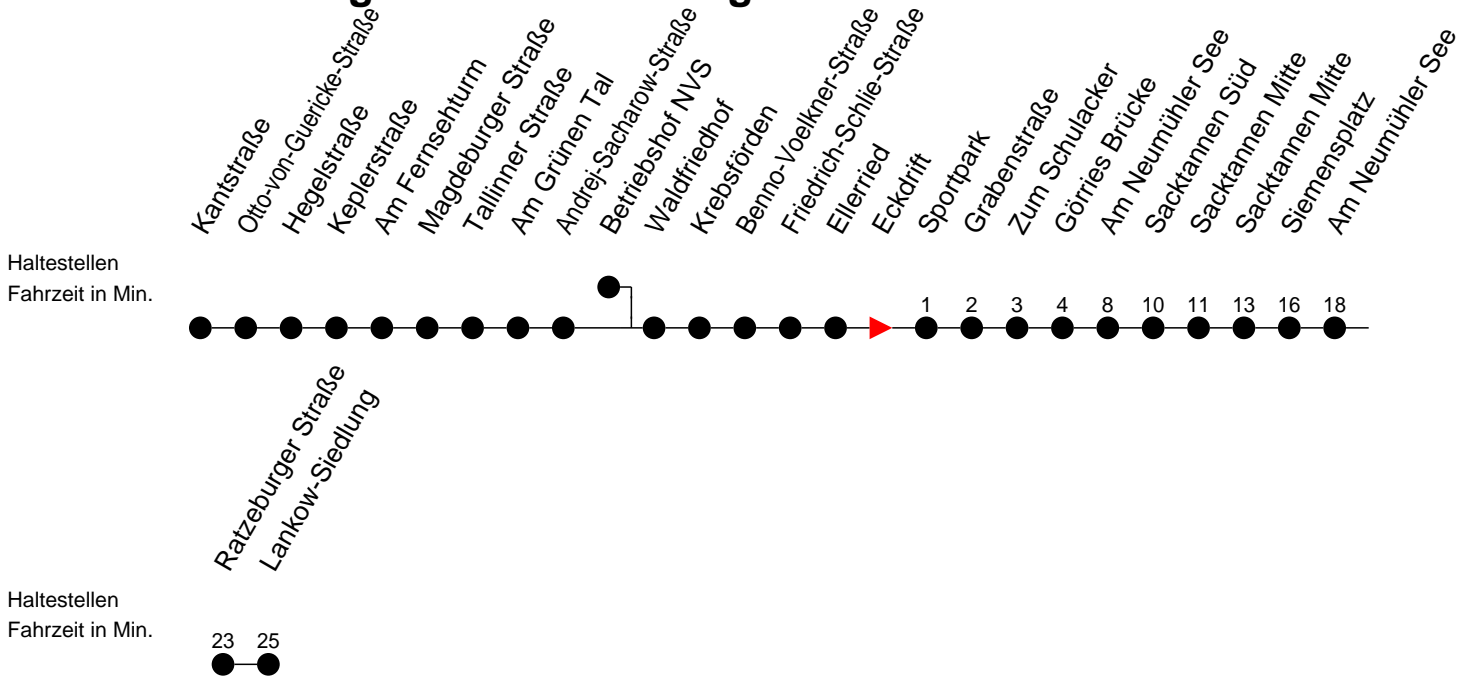 Kantstraße
Otto-von-Guericke-Straße
Hegelstraße
Keplerstraße
Am Fernsehturm
Magdeburger Straße
Tallinner Straße
Am Grünen Tal
Andrej-Sacharow-Straße
Betriebshof NVS
Waldfriedhof
Krebsförden
Benno-Voelkner-Straße
Friedrich-Schlie-Straße
Ellerried
Eckdrift
Sportpark
Grabenstraße
Zum Schulacker
Görries Brücke
Am Neumühler See
Sacktannen Süd
Sacktannen Mitte
Sacktannen Mitte
Siemensplatz
Am Neumühler See
Haltestellen
Fahrzeit in Min.
1 2 3 4 8 10 11 13 16 18
Ratzeburger Straße
Lankow-Siedlung
Haltestellen
Fahrzeit in Min.
23 25